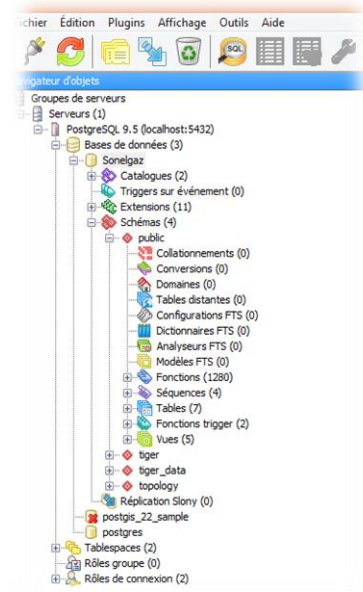 Fichier Édition Plugins Affichage Outils Aide
SQL
Navigateur d'objets
Groupes de serveurs
Serveurs (1)
PostgreSQL 9.5 (localhost:5432)
Bases de données (3)
Sonelgaz
Catalogues (2)
Triggers sur événement (0)
Extensions (11)
Schémas (4)
public
Collationnements (0)
Conversions (0)
Domaines (0)
Tables distantes (0)
Configurations FTS (0)
Dictionnaires FTS (0)
Analyseurs FTS (0)
Modèles FTS (0)
Fonctions (1280)
Séquences (4)
Tables (7)
Fonctions trigger (2)
Vues (5)
tiger
tiger_data
topology
Réplication Slony (0)
postgis_22_sample
postgres
Tablespaces (2)
Rôles groupe (0)
Rôles de connexion (2)